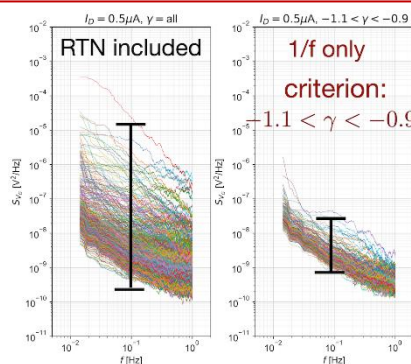 I_D = 0.5μA, γ = all
RTN included
10^-2
10^-3
10^-4
10^-5
10^-6
10^-7
10^-8
10^-9
10^-10
10^-11
S_{V_G} [V²/Hz]
10^-2
10^-1
10^0
f [Hz]
I_D = 0.5μA, −1.1 < γ < −0.9
1/f only
criterion:
−1.1 < γ < −0.9
10^-2
10^-3
10^-4
10^-5
10^-6
10^-7
10^-8
10^-9
10^-10
10^-11
S_{V_G} [V²/Hz]
10^-2
10^-1
10^0
f [Hz]